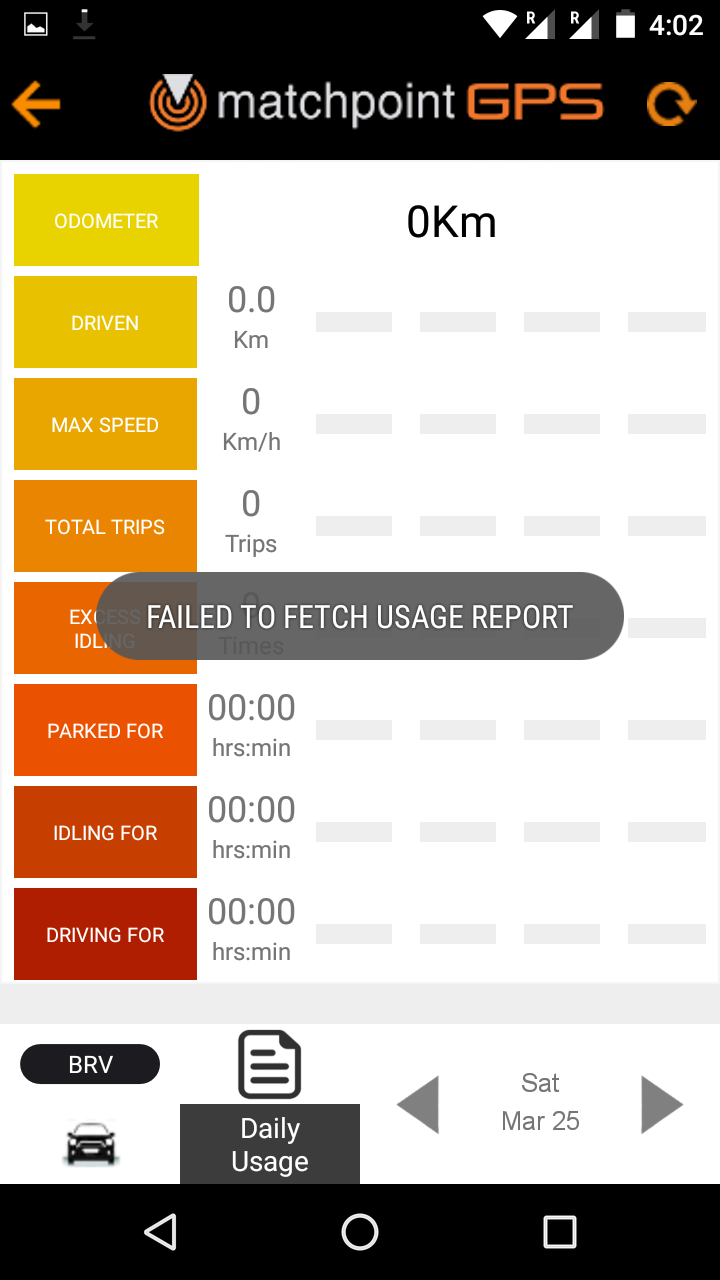 R R 4:02
matchpoint GPS
ODOMETER 0Km
DRIVEN 0.0
Km
MAX SPEED 0
Km/h
TOTAL TRIPS 0
Trips
EXCESS 0
IDLING Times
FAILED TO FETCH USAGE REPORT
PARKED FOR 00:00
hrs:min
IDLING FOR 00:00
hrs:min
DRIVING FOR 00:00
hrs:min
BRV
Daily
Usage
Sat
Mar 25